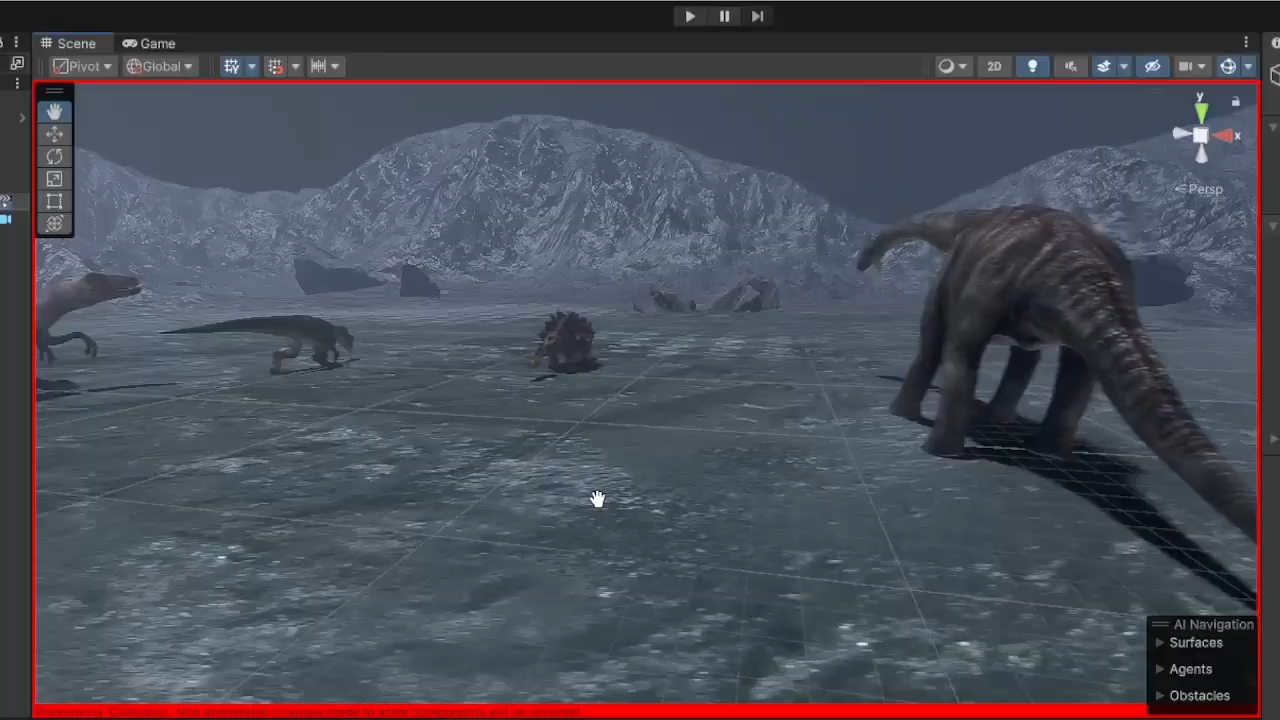 Scene
Game
Pivot
Global
2D
y
x
Persp
AI Navigation
Surfaces
Agents
Obstacles